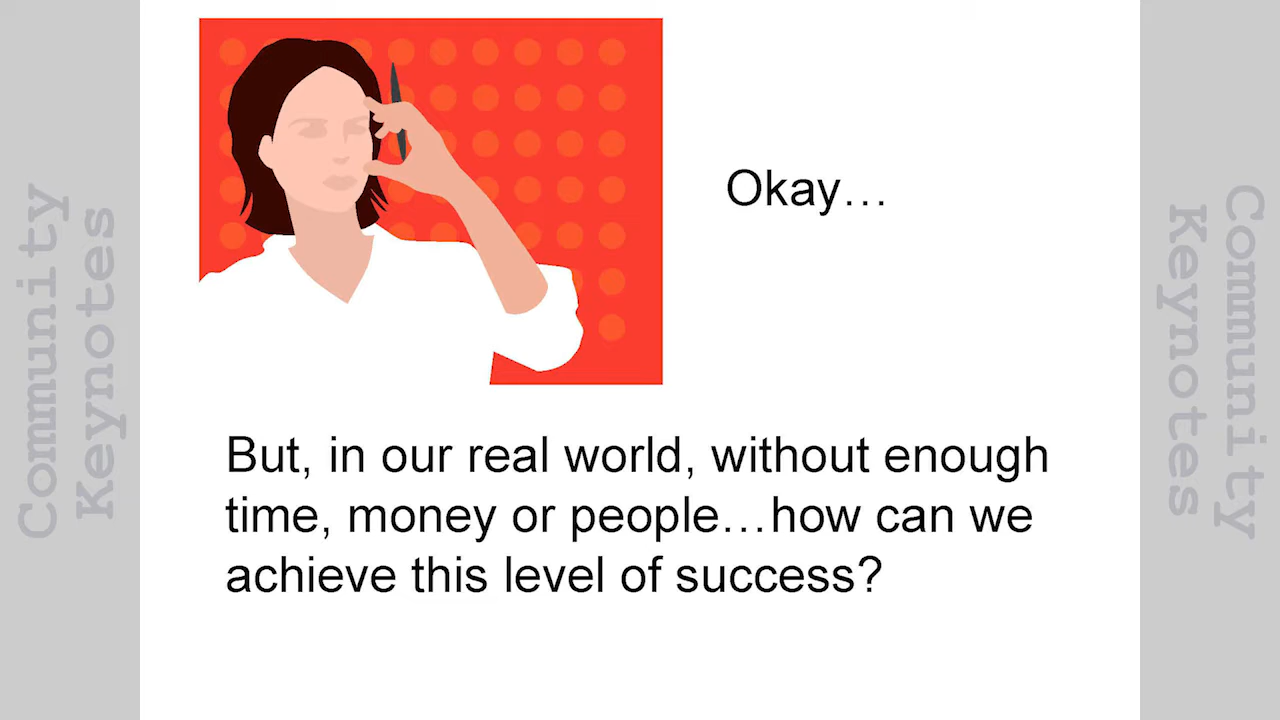 Community
Keynotes
Okay…
But, in our real world, without enough
time, money or people…how can we
achieve this level of success?
Community
Keynotes